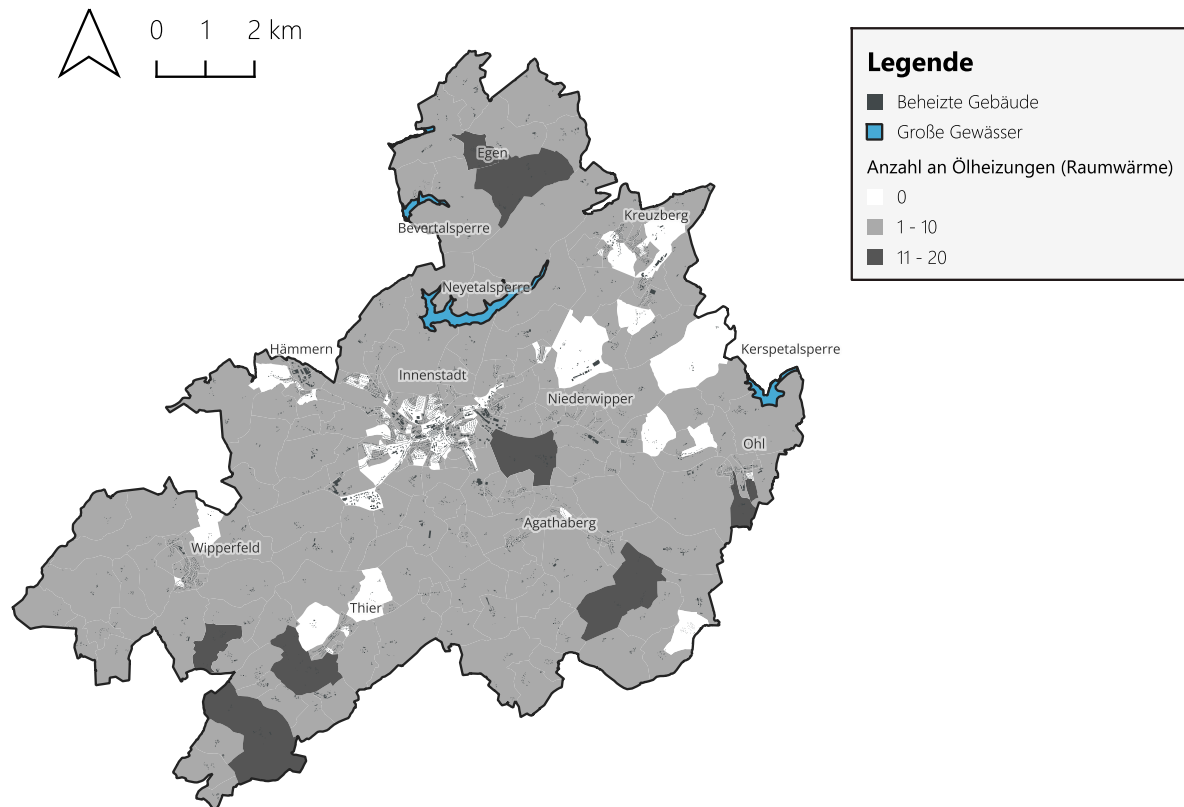 0 1 2 km
Legende
Beheizte Gebäude
Große Gewässer
Anzahl an Ölheizungen (Raumwärme)
0
1 - 10
11 - 20
Egen
Kreuzberg
Bevertalsperre
Neyetalsperre
Hämmern
Kerspetalsperre
Innenstadt
Niederwipper
Ohl
Agathaberg
Wipperfeld
Thier